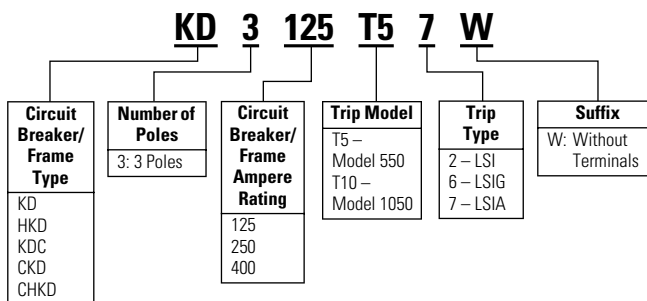 KD 3 125 T5 7 W
Circuit
Breaker/
Frame
Type
KD
HKD
KDC
CKD
CHKD
Number of
Poles
3: 3 Poles
Circuit
Breaker/
Frame
Ampere
Rating
125
250
400
Trip Model
T5 –
Model 550
T10 –
Model 1050
Trip
Type
2 – LSI
6 – LSIG
7 – LSIA
Suffix
W: Without
Terminals